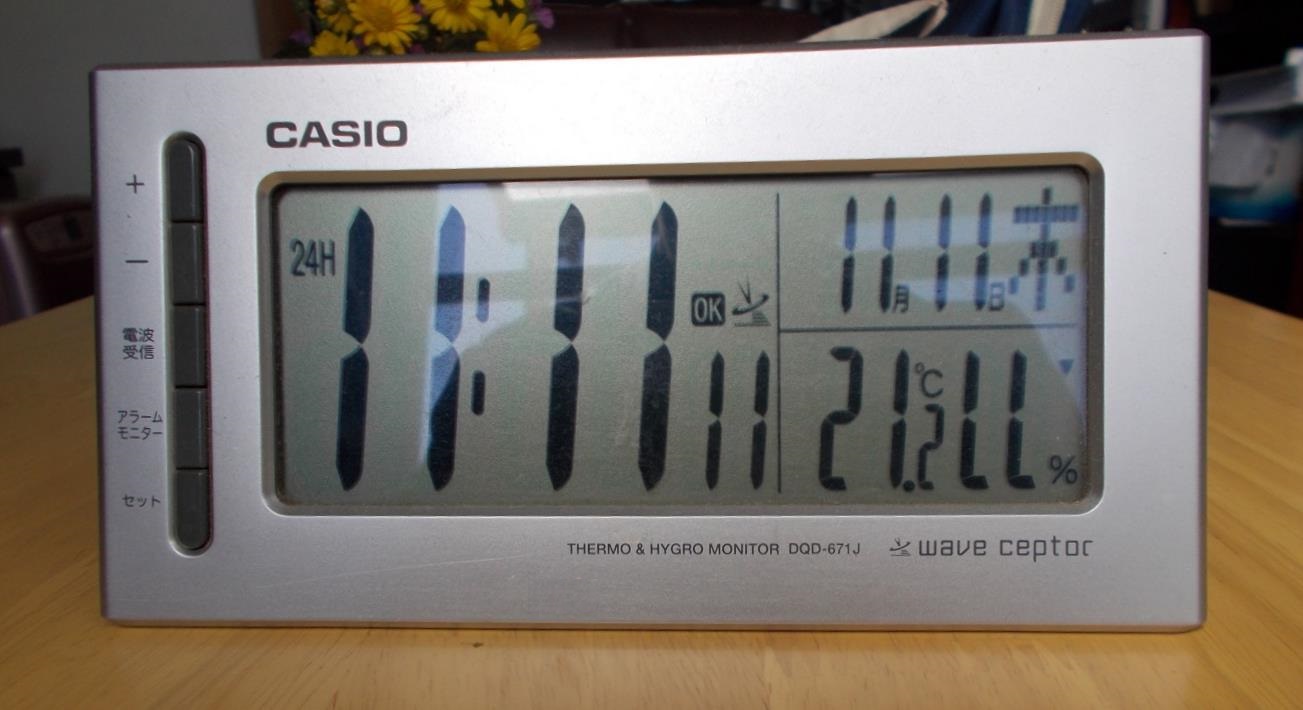 CASIO
+
−
電波
受信
アラーム
モニター
セット
24H
11:11 11
OK
11月11日 木
21.2℃ LL %
THERMO & HYGRO MONITOR DQD-671J
wave ceptor